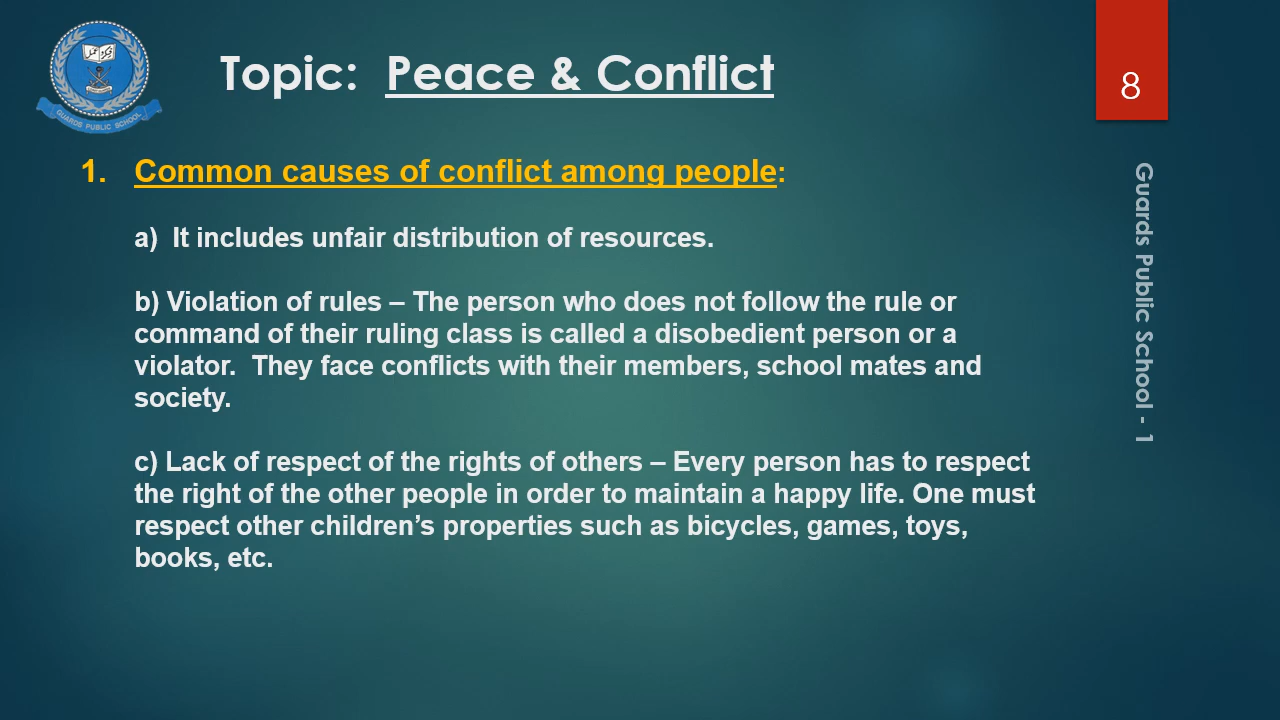 GUARDS PUBLIC SCHOOL
Topic: Peace & Conflict
8
1. Common causes of conflict among people:
a) It includes unfair distribution of resources.
b) Violation of rules – The person who does not follow the rule or
command of their ruling class is called a disobedient person or a
violator. They face conflicts with their members, school mates and
society.
c) Lack of respect of the rights of others – Every person has to respect
the right of the other people in order to maintain a happy life. One must
respect other children’s properties such as bicycles, games, toys,
books, etc.
Guards Public School - 1